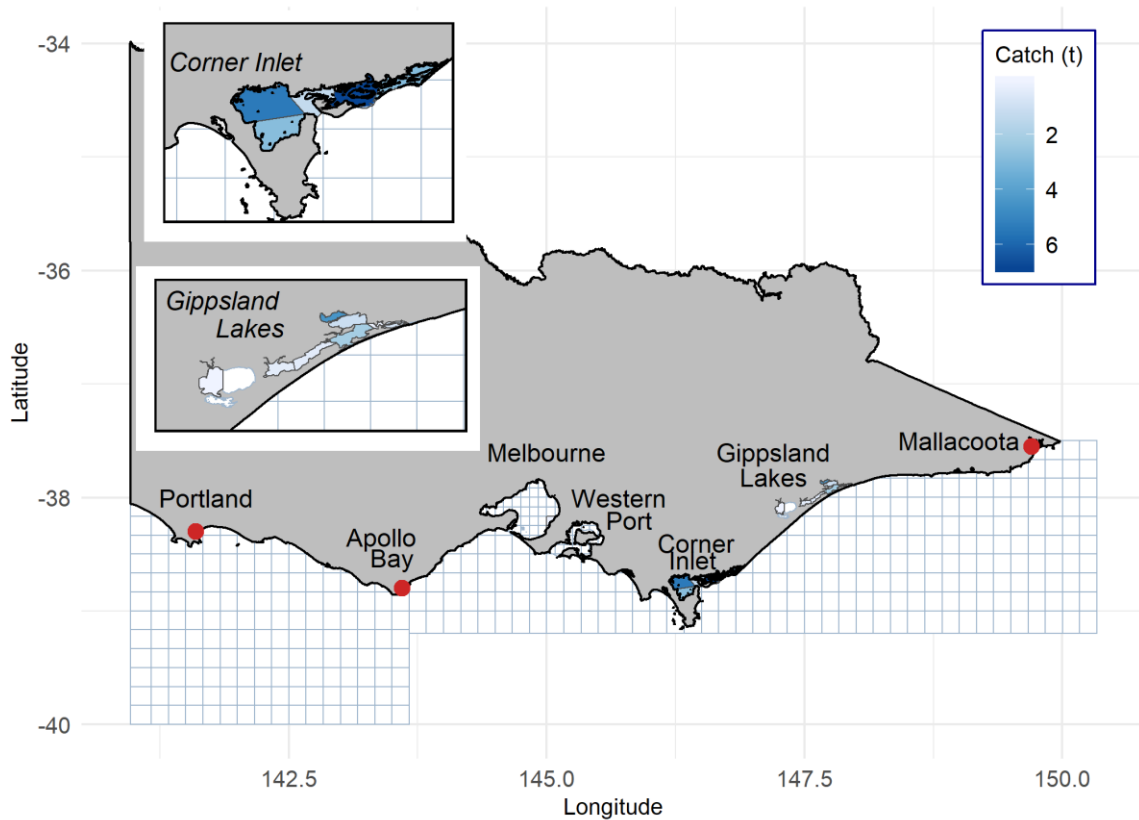 -34
Corner Inlet
Catch (t)
2
4
6
-36
Gippsland
Lakes
Latitude
Melbourne
Gippsland
Lakes
Mallacoota
-38
Portland
Western
Port
Apollo
Bay
Corner
Inlet
-40
142.5
145.0
147.5
150.0
Longitude